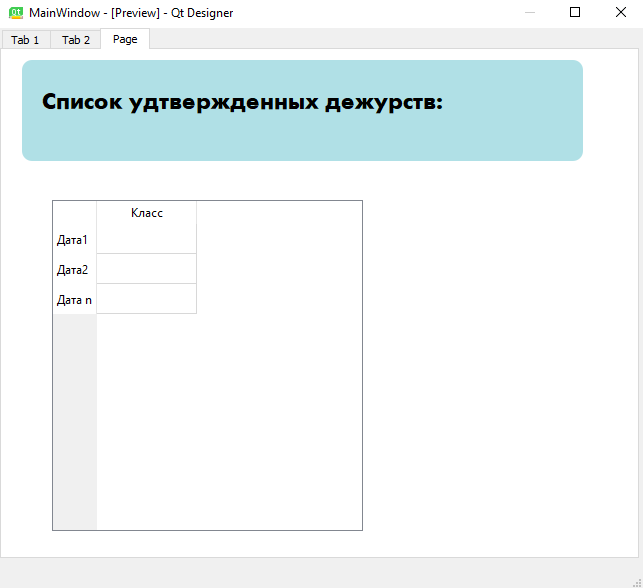 MainWindow - [Preview] - Qt Designer
Tab 1 Tab 2 Page
Список удтвержденных дежурств:
Класс
Дата1
Дата2
Дата n